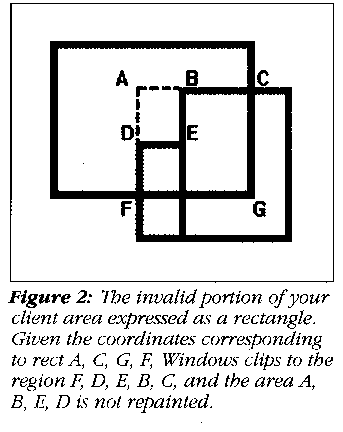 A
B
C
D
E
F
G
Figure 2: The invalid portion of your
client area expressed as a rectangle.
Given the coordinates corresponding
to rect A, C, G, F, Windows clips to the
region F, D, E, B, C, and the area A,
B, E, D is not repainted.